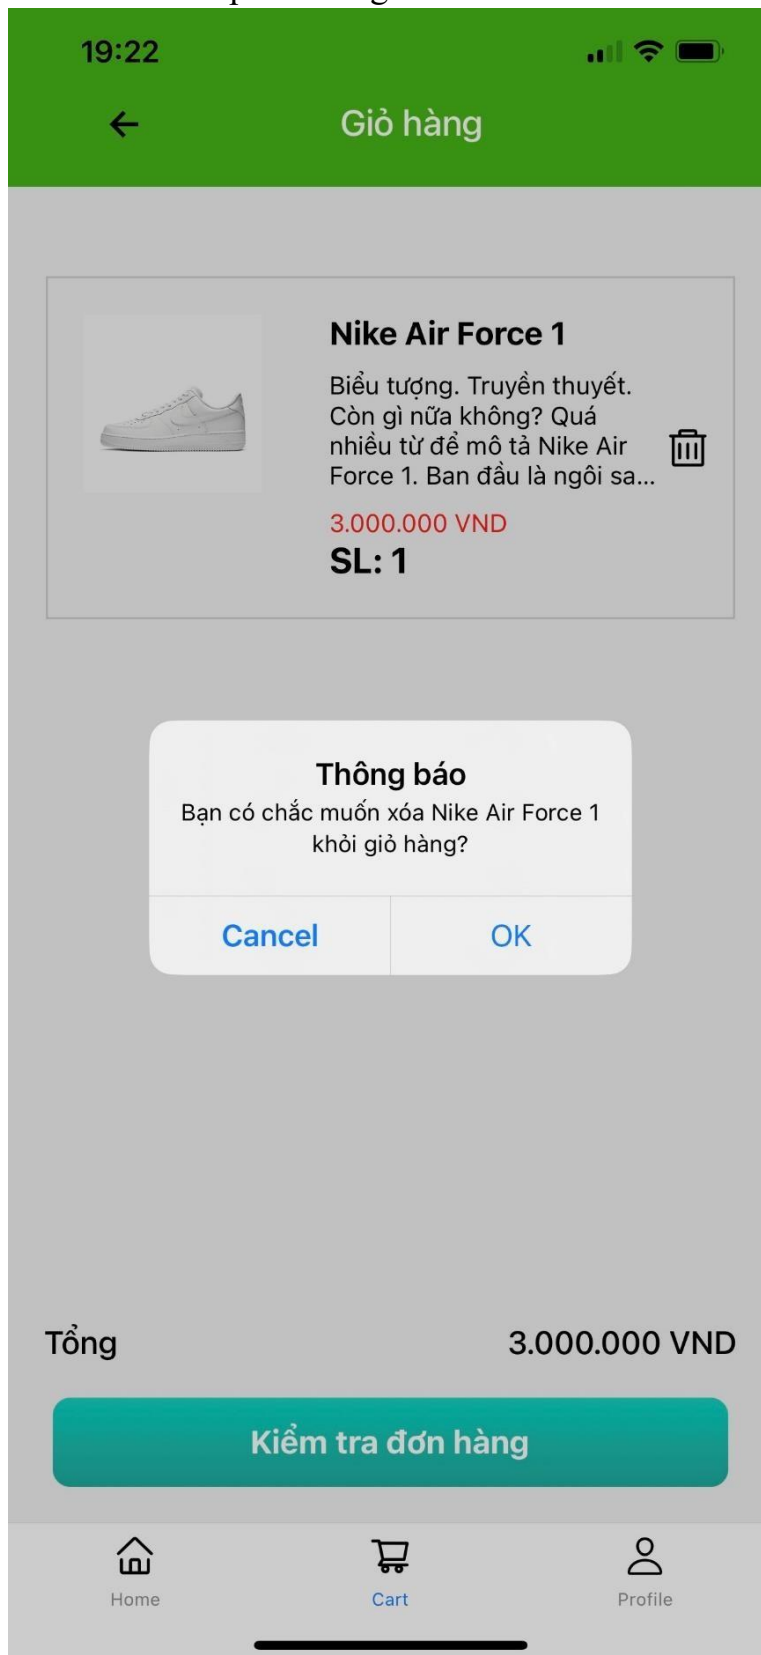 19:22
Giỏ hàng
Nike Air Force 1
Biểu tượng. Truyền thuyết.
Còn gì nữa không? Quá
nhiều từ để mô tả Nike Air
Force 1. Ban đầu là ngôi sa...
3.000.000 VND
SL: 1
Thông báo
Bạn có chắc muốn xóa Nike Air Force 1
khỏi giỏ hàng?
Cancel OK
Tổng 3.000.000 VND
Kiểm tra đơn hàng
Home Cart Profile